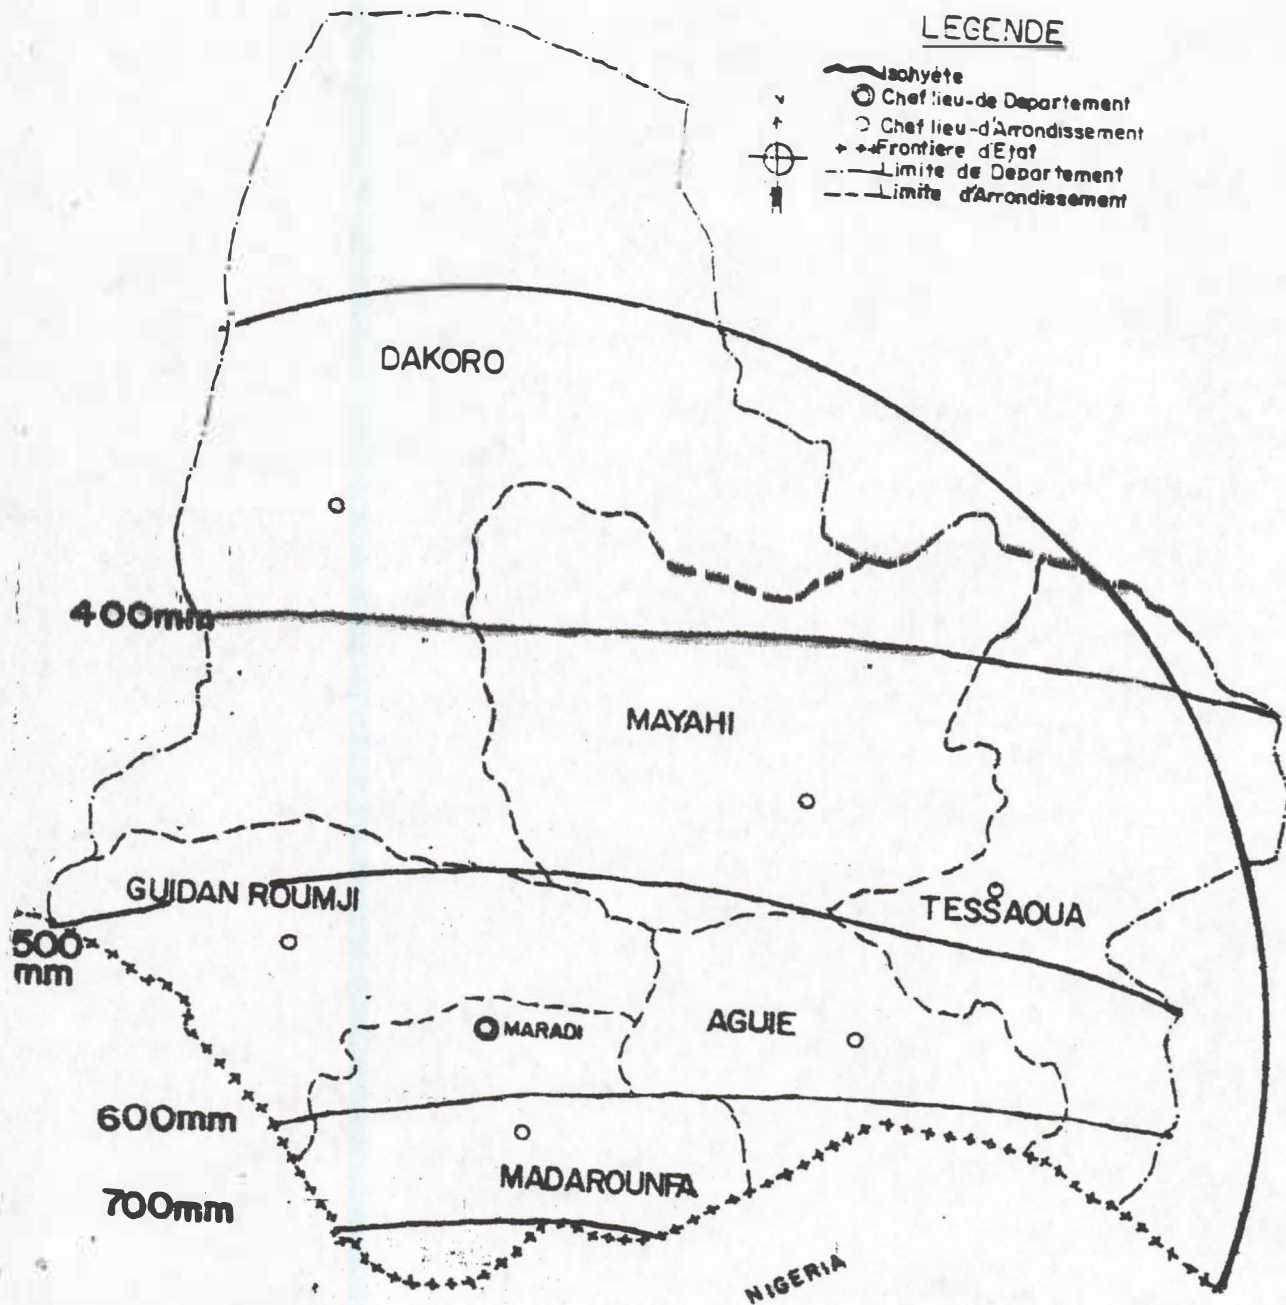 LEGENDE
Isohyéte
Chef lieu-de Departement
Chef lieu-d'Arrondissement
Frontière d'Etat
Limite de Departement
Limite d'Arrondissement
DAKORO
400mm
MAYAHI
GUIDAN ROUMJI
TESSAOUA
500
mm
MARADI
AGUIE
600mm
MADAROUNFA
700mm
NIGERIA